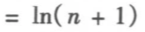 = ln(n + 1)